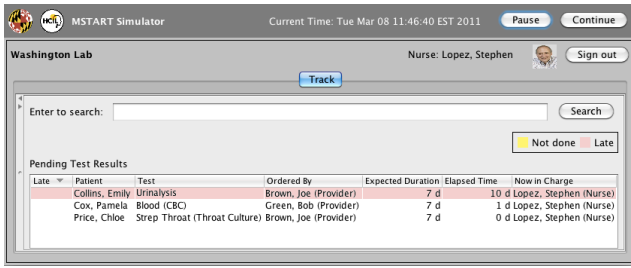 HCIL MSTART Simulator Current Time: Tue Mar 08 11:46:40 EST 2011 Pause Continue
Washington Lab Nurse: Lopez, Stephen Sign out
Track
Enter to search: Search
Not done Late
Pending Test Results
Late Patient Test Ordered By Expected Duration Elapsed Time Now in Charge
Collins, Emily Urinalysis Brown, Joe (Provider) 7 d 10 d Lopez, Stephen (Nurse)
Cox, Pamela Blood (CBC) Green, Bob (Provider) 7 d 1 d Lopez, Stephen (Nurse)
Price, Chloe Strep Throat (Throat Culture) Brown, Joe (Provider) 7 d 0 d Lopez, Stephen (Nurse)